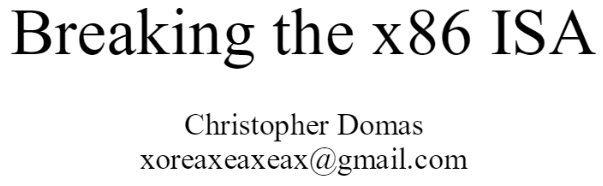 Breaking the x86 ISA
Christopher Domas
xoreaxeaxeax@gmail.com